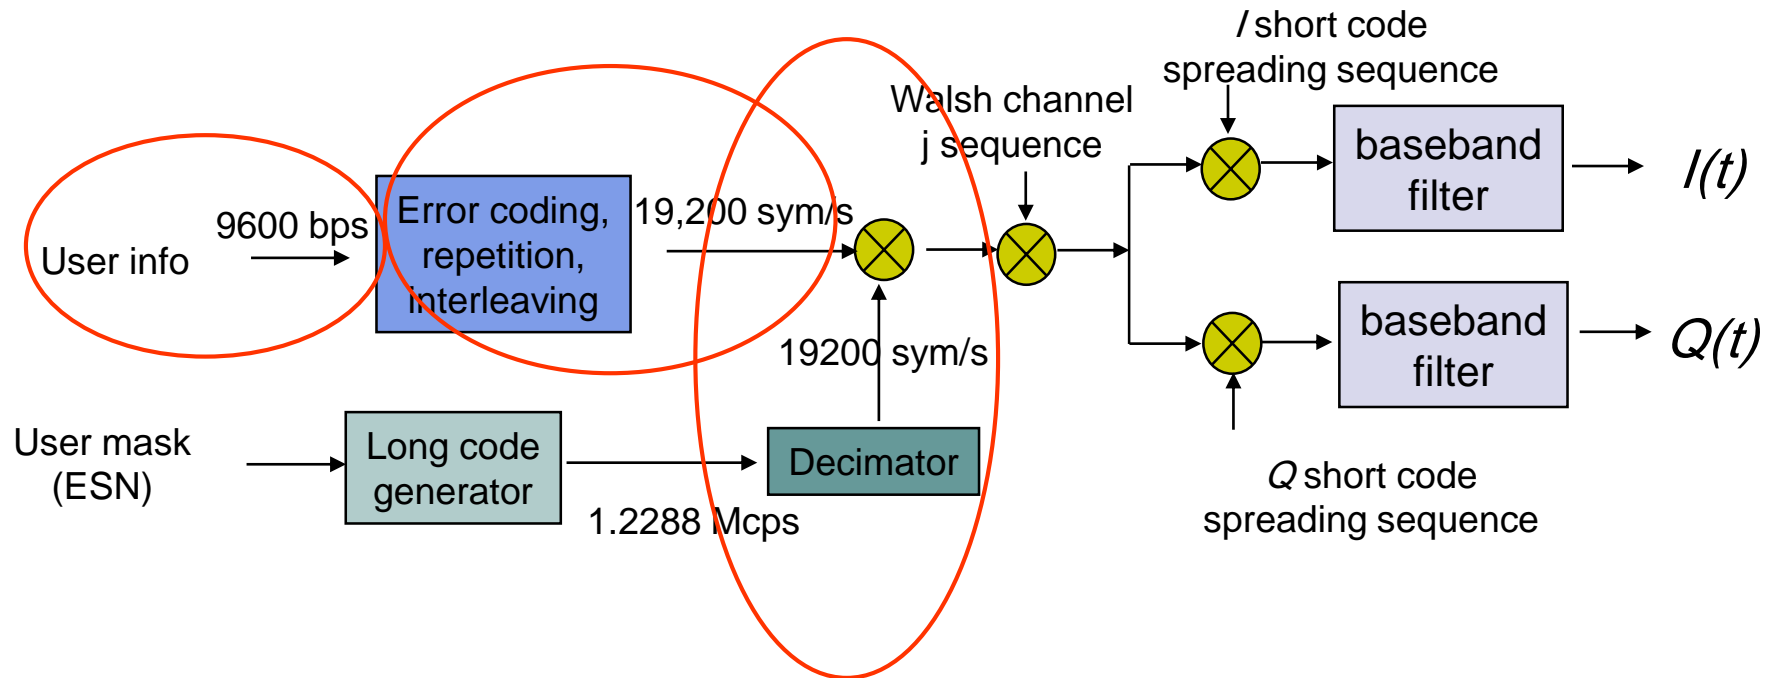 I short code
spreading sequence
Walsh channel
j sequence
baseband
filter
I(t)
User info
9600 bps
Error coding,
repetition,
interleaving
19,200 sym/s
19200 sym/s
baseband
filter
Q(t)
User mask
(ESN)
Long code
generator
1.2288 Mcps
Decimator
Q short code
spreading sequence